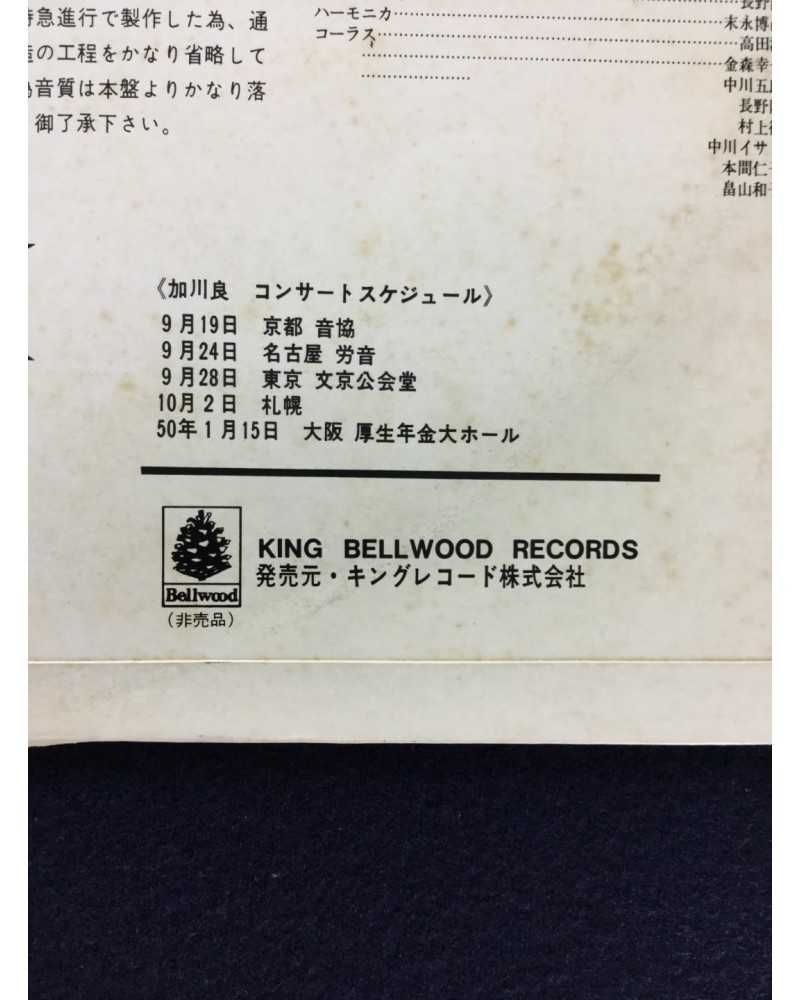 特急進行で製作した為、通
の工程をかなり省略して
音質は本盤よりかなり落
御了承下さい。
長野
ハーモニカ
末永博
コーラス
高田
金森幸
中川五
長野
村上
中川イサ
本間仁
畠山和
《加川良 コンサートスケジュール》
9月19日 京都 音協
9月24日 名古屋 労音
9月28日 東京 文京公会堂
10月2日 札幌
50年1月15日 大阪 厚生年金大ホール
Bellwood
KING BELLWOOD RECORDS
発売元・キングレコード株式会社
(非売品)